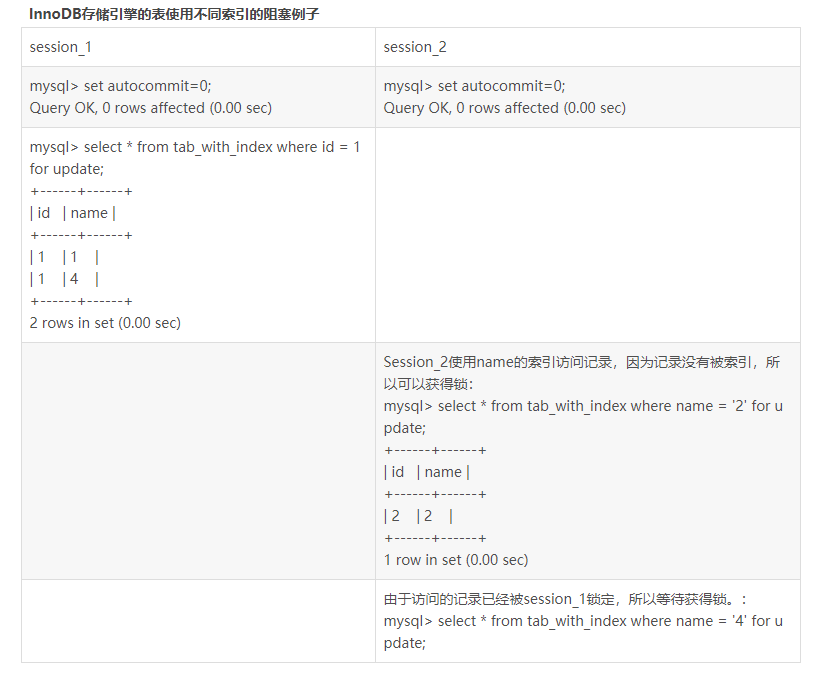 InnoDB存储引擎的表使用不同索引的阻塞例子
session_1
session_2
mysql> set autocommit=0;
Query OK, 0 rows affected (0.00 sec)
mysql> set autocommit=0;
Query OK, 0 rows affected (0.00 sec)
mysql> select * from tab_with_index where id = 1
for update;
+------+------+
| id | name |
+------+------+
| 1 | 1 |
| 1 | 4 |
+------+------+
2 rows in set (0.00 sec)
Session_2使用name的索引访问记录，因为记录没有被索引，所
以可以获得锁：
mysql> select * from tab_with_index where name = '2' for u
pdate;
+------+------+
| id | name |
+------+------+
| 2 | 2 |
+------+------+
1 row in set (0.00 sec)
由于访问的记录已经被session_1锁定，所以等待获得锁。：
mysql> select * from tab_with_index where name = '4' for u
pdate;